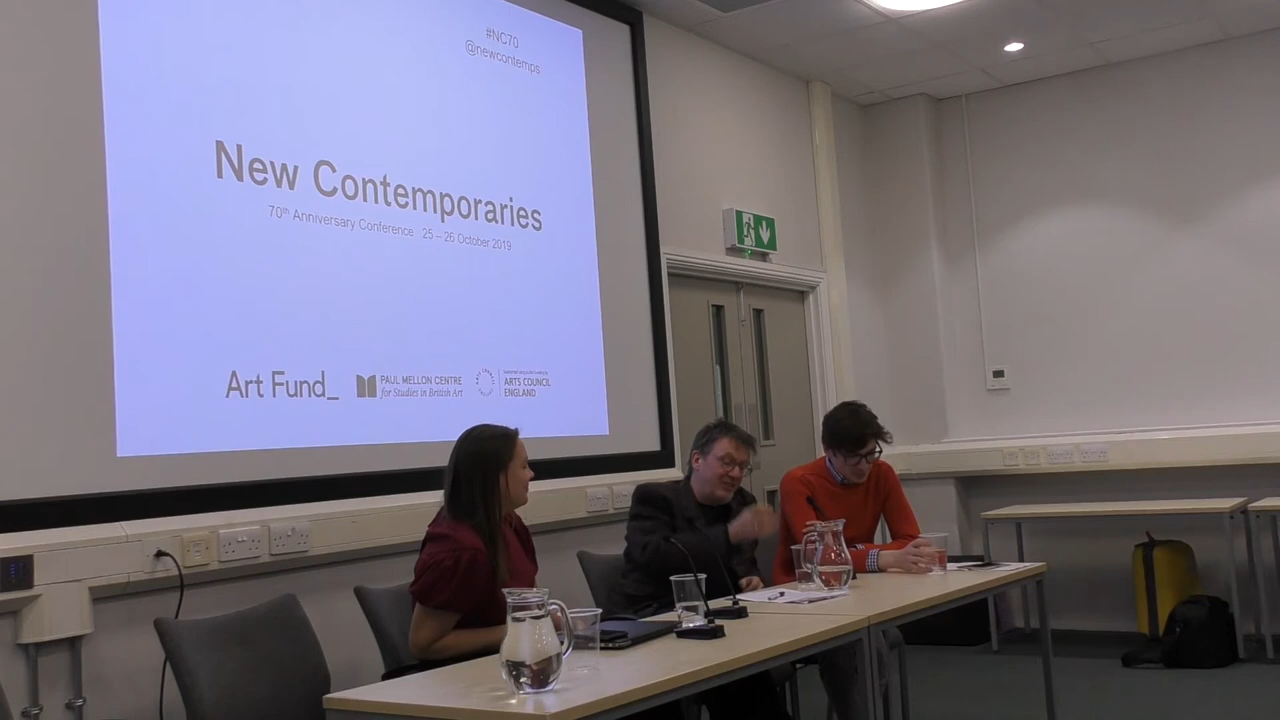 #NC70
@newcontemps
New Contemporaries
70th Anniversary Conference 25 – 26 October 2019
Art Fund_
PAUL MELLON CENTRE
for Studies in British Art
ARTS COUNCIL
ENGLAND